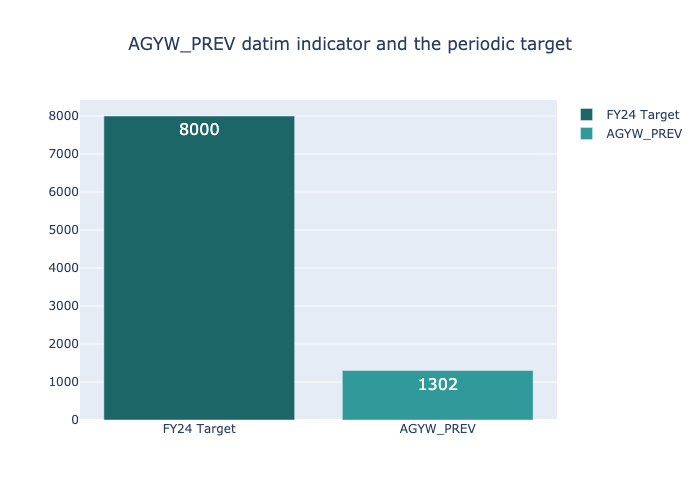 AGYW_PREV datim indicator and the periodic target
8000
7000
6000
5000
4000
3000
2000
1000
0
8000
1302
FY24 Target
AGYW_PREV
FY24 Target
AGYW_PREV